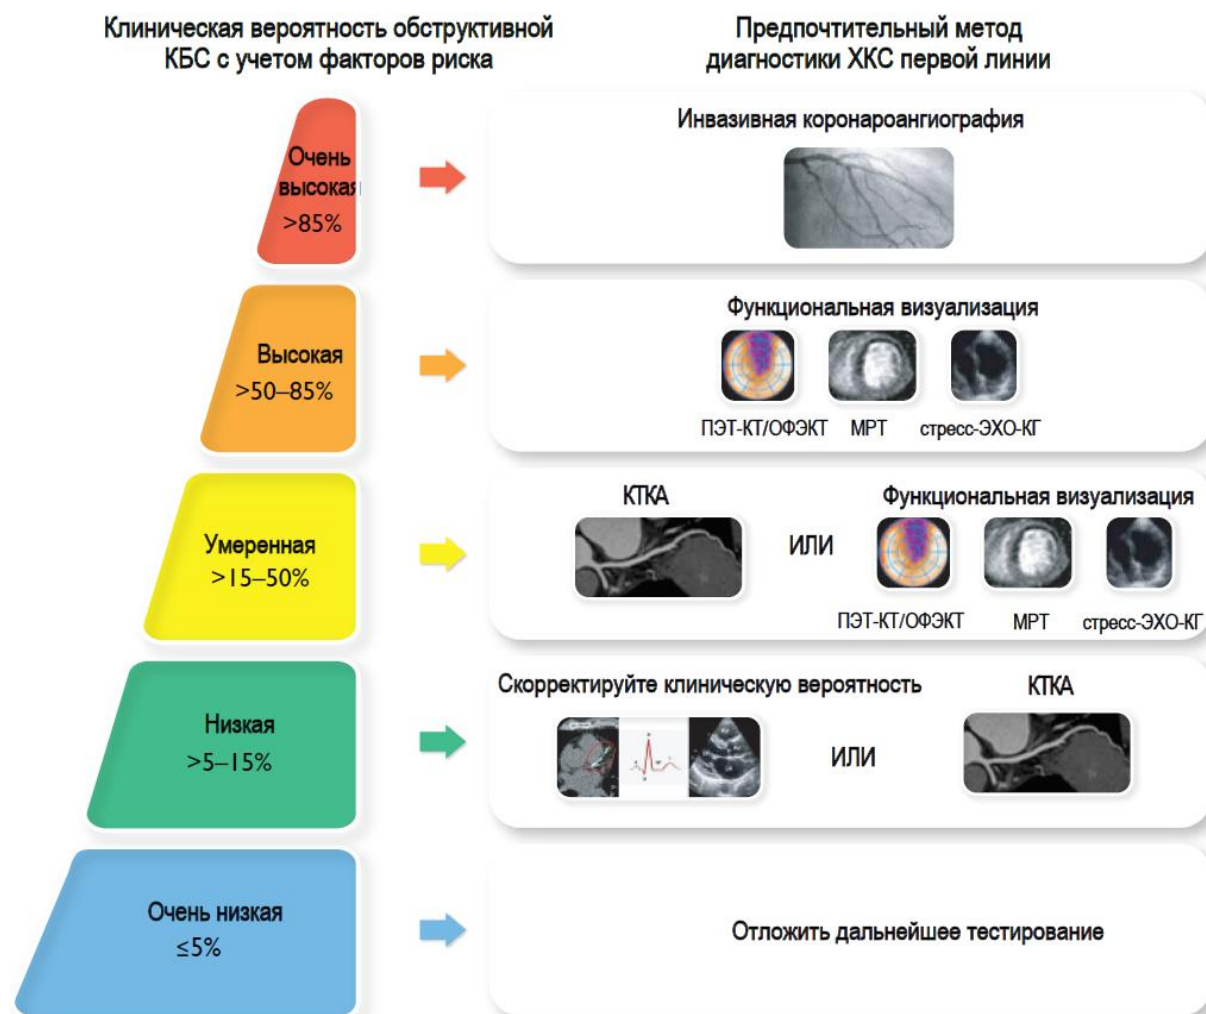 Клиническая вероятность обструктивной
КБС с учетом факторов риска
Предпочтительный метод
диагностики ХКС первой линии
Очень
высокая
>85%
Инвазивная коронароангиография
Высокая
>50–85%
Функциональная визуализация
ПЭТ-КТ/ОФЭКТ МРТ стресс-ЭХО-КГ
Умеренная
>15–50%
КТКА
ИЛИ
Функциональная визуализация
ПЭТ-КТ/ОФЭКТ МРТ стресс-ЭХО-КГ
Низкая
>5–15%
Скорректируйте клиническую вероятность
ИЛИ
КТКА
Очень низкая
≤5%
Отложить дальнейшее тестирование